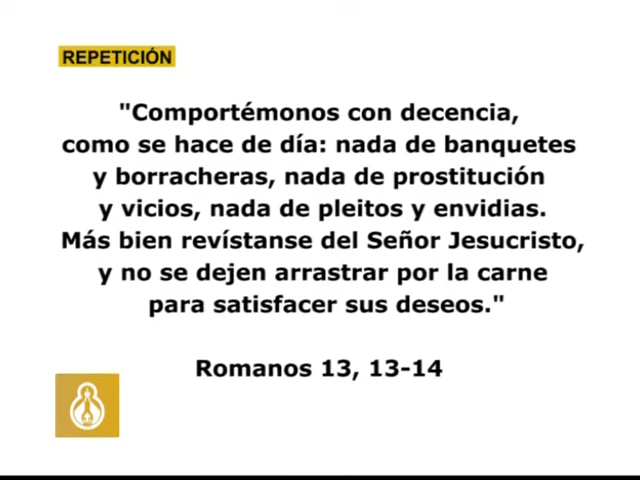 REPETICIÓN
"Comportémonos con decencia,
como se hace de día: nada de banquetes
y borracheras, nada de prostitución
y vicios, nada de pleitos y envidias.
Más bien revístanse del Señor Jesucristo,
y no se dejen arrastrar por la carne
para satisfacer sus deseos."
Romanos 13, 13-14